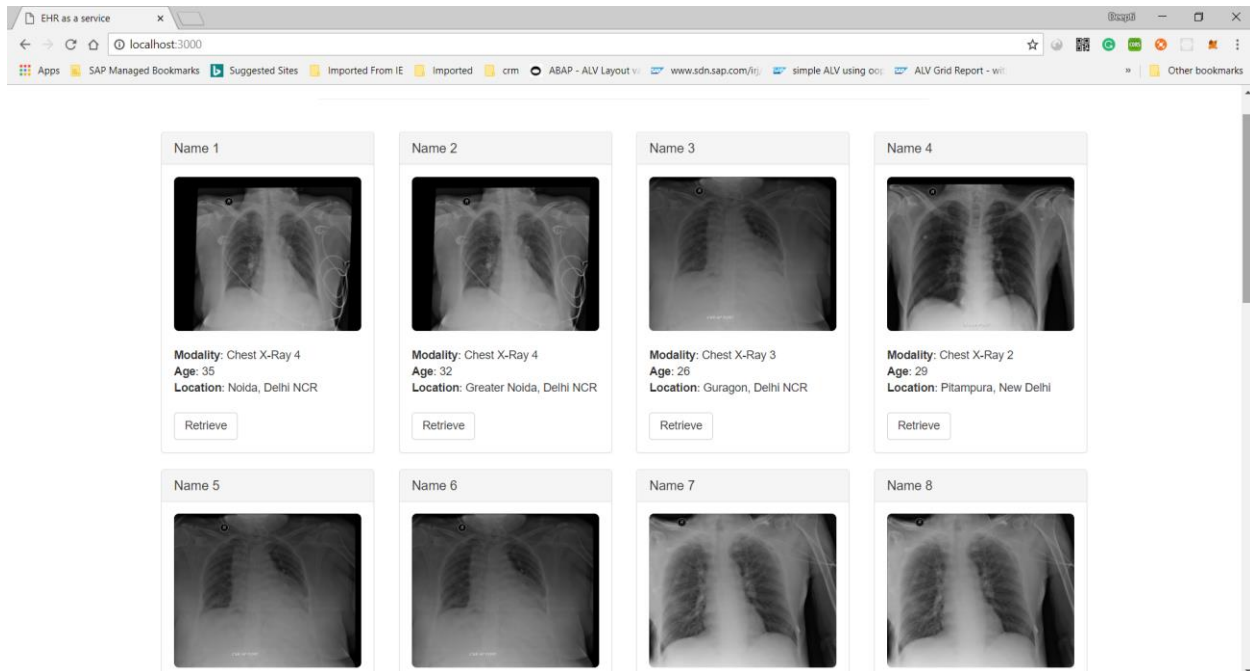 EHR as a service
Deepti
localhost:3000
Apps SAP Managed Bookmarks Suggested Sites Imported From IE Imported crm ABAP - ALV Layout www.sdn.sap.com/irj/ simple ALV using oop ALV Grid Report - wit » Other bookmarks
Name 1 Name 2 Name 3 Name 4
Modality: Chest X-Ray 4 Modality: Chest X-Ray 4 Modality: Chest X-Ray 3 Modality: Chest X-Ray 2
Age: 35 Age: 32 Age: 26 Age: 29
Location: Noida, Delhi NCR Location: Greater Noida, Delhi NCR Location: Guragon, Delhi NCR Location: Pitampura, New Delhi
Retrieve Retrieve Retrieve Retrieve
Name 5 Name 6 Name 7 Name 8